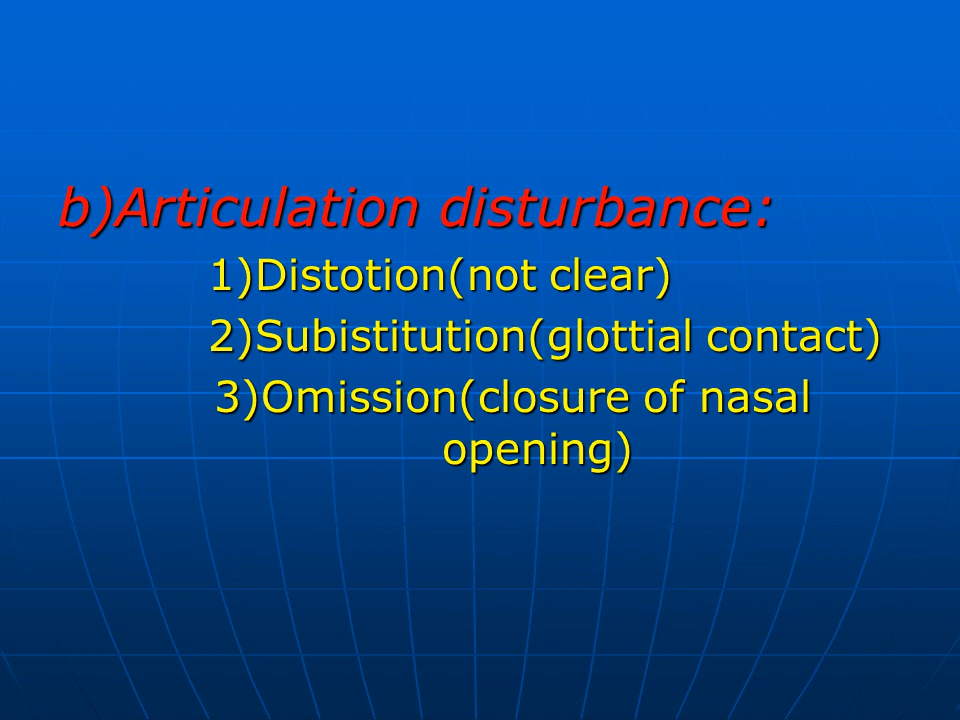 b)Articulation disturbance:
1)Distotion(not clear)
2)Subistitution(glottial contact)
3)Omission(closure of nasal
opening)